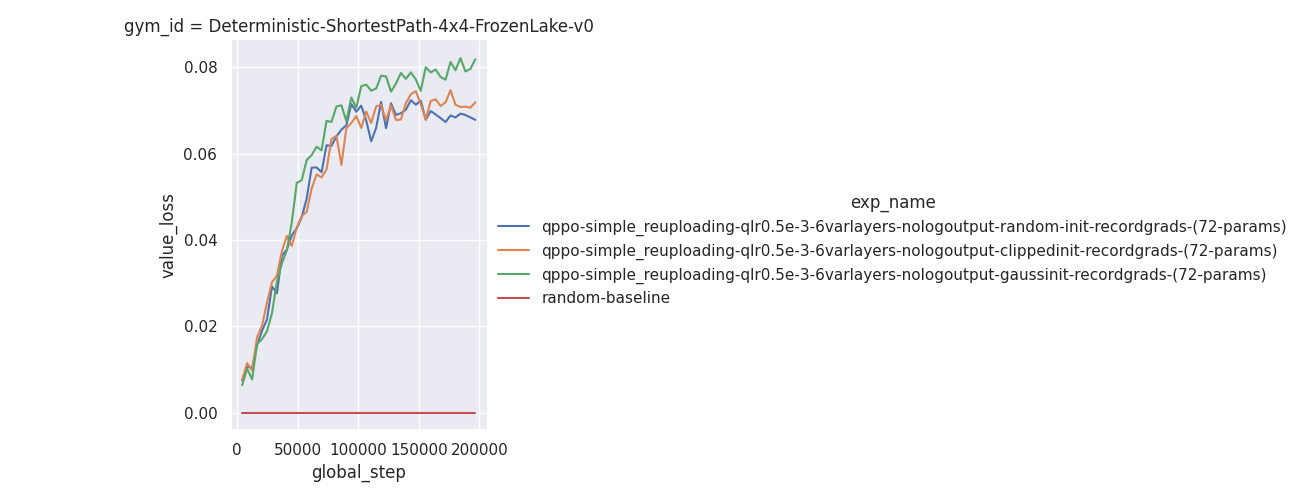 gym_id = Deterministic-ShortestPath-4x4-FrozenLake-v0
0.08
0.06
0.04
0.02
0.00
value_loss
0 50000 100000 150000 200000
global_step
exp_name
qppo-simple_reuploading-qlr0.5e-3-6varlayers-nologoutput-random-init-recordgrads-(72-params)
qppo-simple_reuploading-qlr0.5e-3-6varlayers-nologoutput-clippedinit-recordgrads-(72-params)
qppo-simple_reuploading-qlr0.5e-3-6varlayers-nologoutput-gaussinit-recordgrads-(72-params)
random-baseline